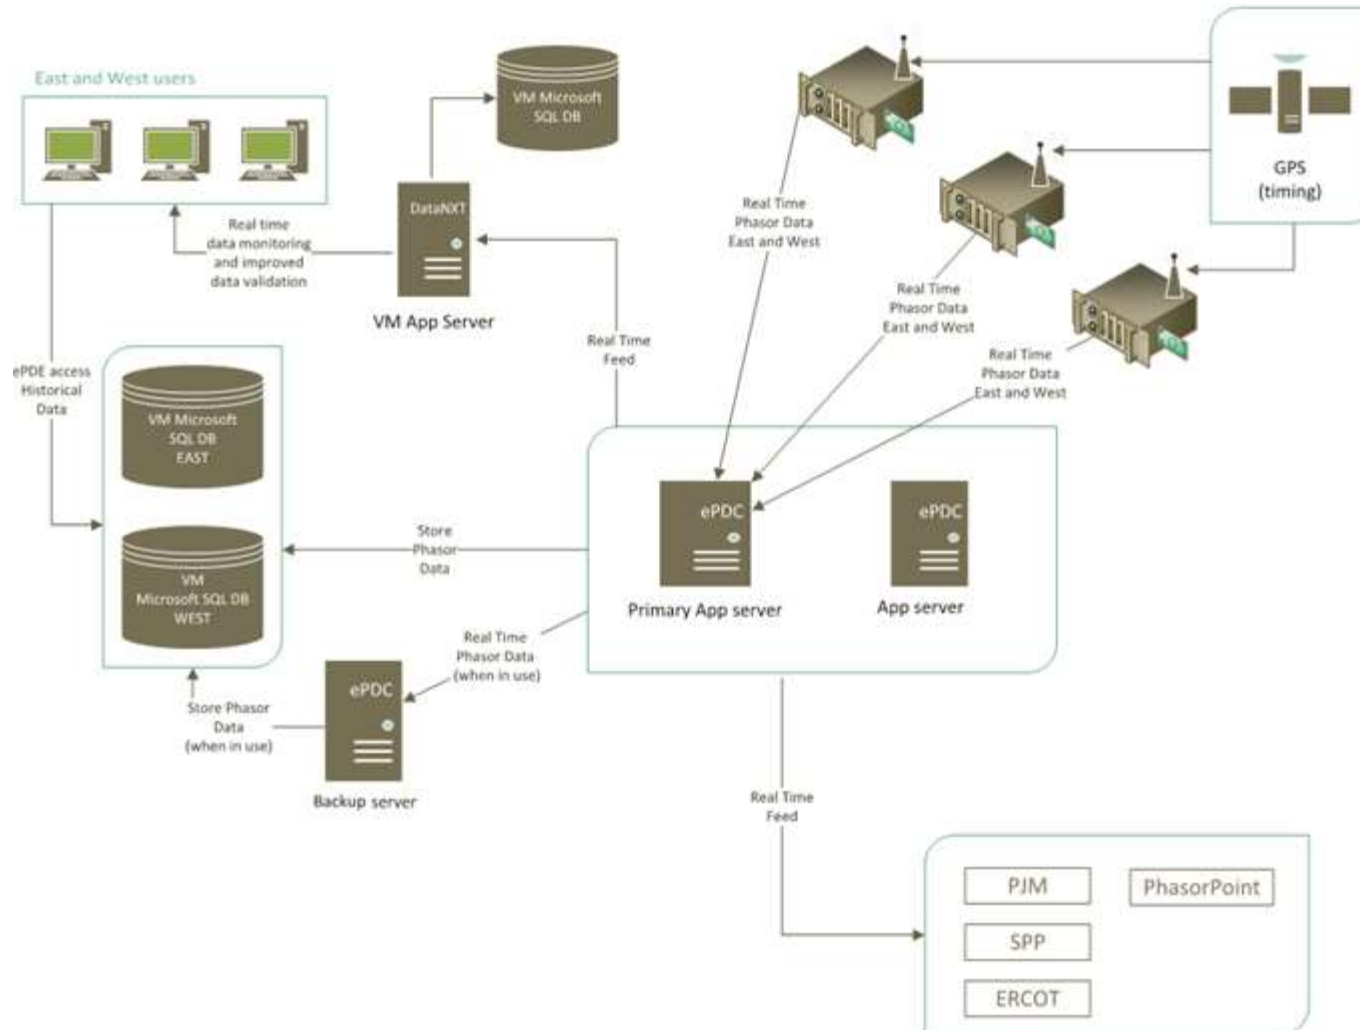 East and West users
VM Microsoft
SQL DB
DataNXT
VM App Server
Real time
data monitoring
and improved
data validation
GPS
(timing)
Real Time
Phasor Data
East and West
Real Time
Phasor Data
East and West
Real Time
Phasor Data
East and West
Real Time
Feed
ePDE access
Historical
Data
VM Microsoft
SQL DB
EAST
VM
Microsoft SQL DB
WEST
Store
Phasor
Data
ePDC
Primary App server
ePDC
App server
Real Time
Phasor Data
(when in use)
Store Phasor
Data
(when in use)
ePDC
Backup server
Real Time
Feed
PJM
PhasorPoint
SPP
ERCOT